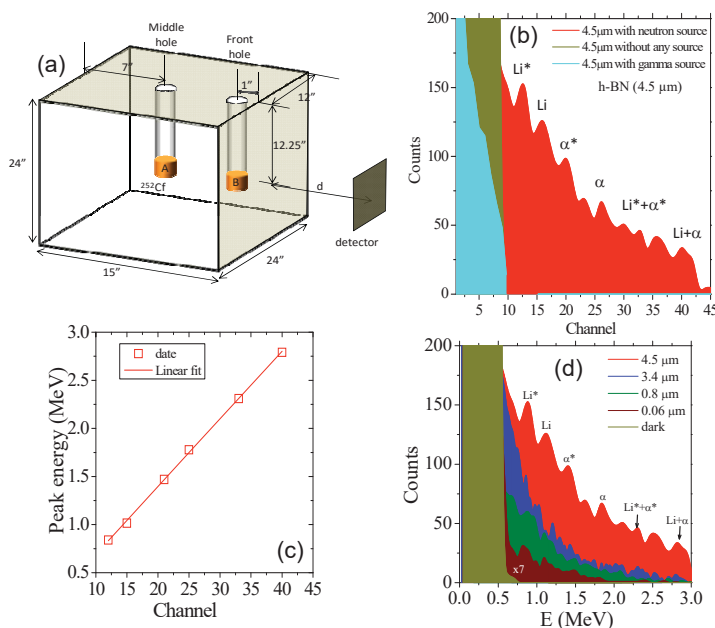 Middle
hole
Front
hole
(a)
7″
1″
12″
12.25″
24″
A
B
²⁵²Cf
d
detector
15″
24″
200
150
100
50
0
Counts
(b)
4.5µm with neutron source
4.5µm without any source
4.5µm with gamma source
h-BN (4.5 µm)
Li*
Li
α*
α
Li*+α*
Li+α
5 10 15 20 25 30 35 40 45
Channel
3.0
2.5
2.0
1.5
1.0
0.5
Peak energy (MeV)
date
Linear fit
(c)
10 15 20 25 30 35 40 45
Channel
200
150
100
50
0
Counts
(d)
4.5 µm
3.4 µm
0.8 µm
0.06 µm
dark
Li*
Li
α*
α
Li*+α*
Li+α
x7
0.0 0.5 1.0 1.5 2.0 2.5 3.0
E (MeV)